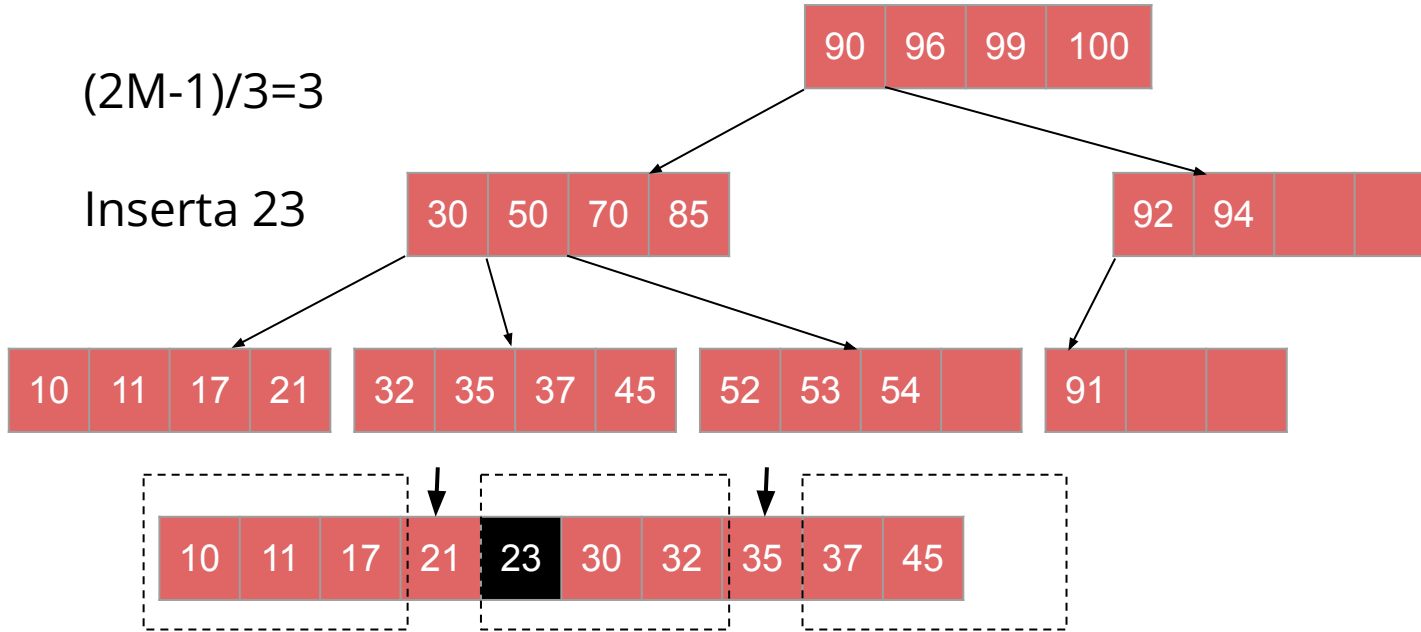 90 96 99 100
(2M-1)/3=3
Inserta 23
30 50 70 85
92 94
10 11 17 21
32 35 37 45
52 53 54
91
10 11 17 21 23 30 32 35 37 45